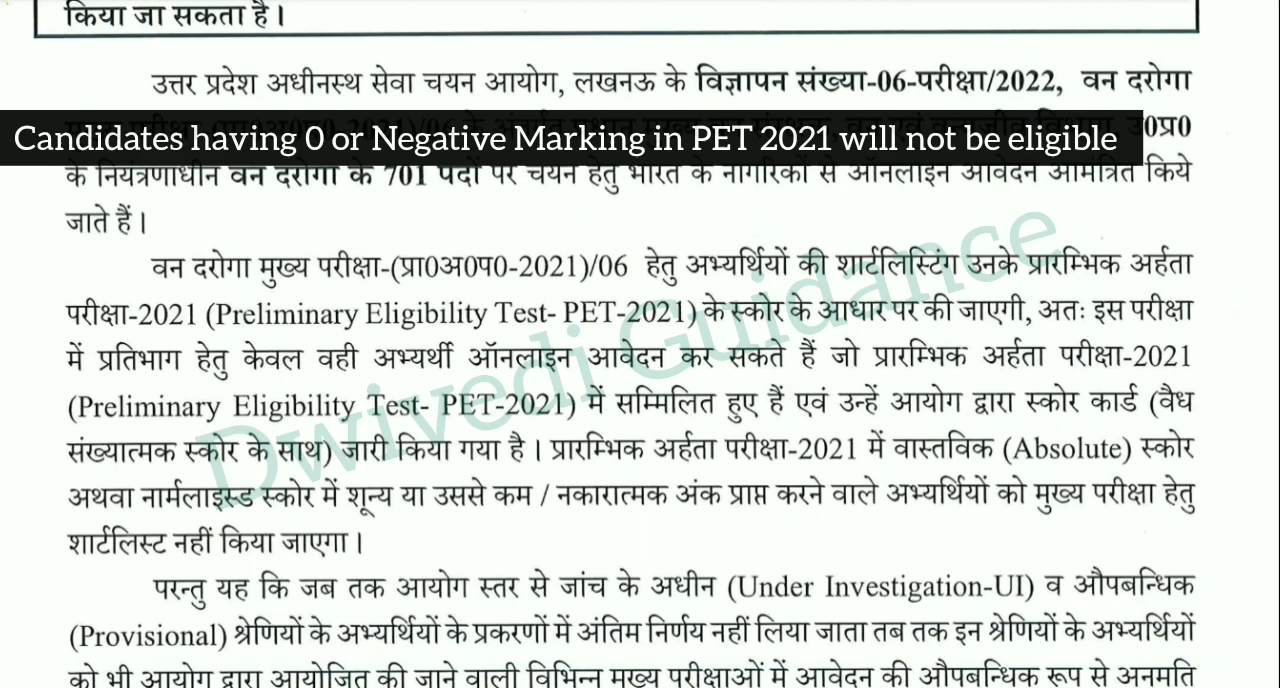 किया जा सकता है।
उत्तर प्रदेश अधीनस्थ सेवा चयन आयोग, लखनऊ के विज्ञापन संख्या-06-परीक्षा/2022, वन दरोगा
Candidates having 0 or Negative Marking in PET 2021 will not be eligible
उ0प्र0
के नियंत्रणाधीन वन दरोगा के 701 पदों पर चयन हेतु भारत के नागरिकों से ऑनलाइन आवेदन आमंत्रित किये
जाते हैं।
वन दरोगा मुख्य परीक्षा-(प्रा0अ0प0-2021)/06 हेतु अभ्यर्थियों की शार्टलिस्टिंग उनके प्रारम्भिक अर्हता
परीक्षा-2021 (Preliminary Eligibility Test- PET-2021) के स्कोर के आधार पर की जाएगी, अतः इस परीक्षा
में प्रतिभाग हेतु केवल वही अभ्यर्थी ऑनलाइन आवेदन कर सकते हैं जो प्रारम्भिक अर्हता परीक्षा-2021
(Preliminary Eligibility Test- PET-2021) में सम्मिलित हुए हैं एवं उन्हें आयोग द्वारा स्कोर कार्ड (वैध
संख्यात्मक स्कोर के साथ) जारी किया गया है। प्रारम्भिक अर्हता परीक्षा-2021 में वास्तविक (Absolute) स्कोर
अथवा नार्मलाइस्ड स्कोर में शून्य या उससे कम / नकारात्मक अंक प्राप्त करने वाले अभ्यर्थियों को मुख्य परीक्षा हेतु
शार्टलिस्ट नहीं किया जाएगा।
परन्तु यह कि जब तक आयोग स्तर से जांच के अधीन (Under Investigation-UI) व औपबन्धिक
(Provisional) श्रेणियों के अभ्यर्थियों के प्रकरणों में अंतिम निर्णय नहीं लिया जाता तब तक इन श्रेणियों के अभ्यर्थियों
को भी आयोग द्वारा आयोजित की जाने वाली विभिन्न मुख्य परीक्षाओं में आवेदन की औपबन्धिक रूप से अनुमति
Dwivedi Guidance